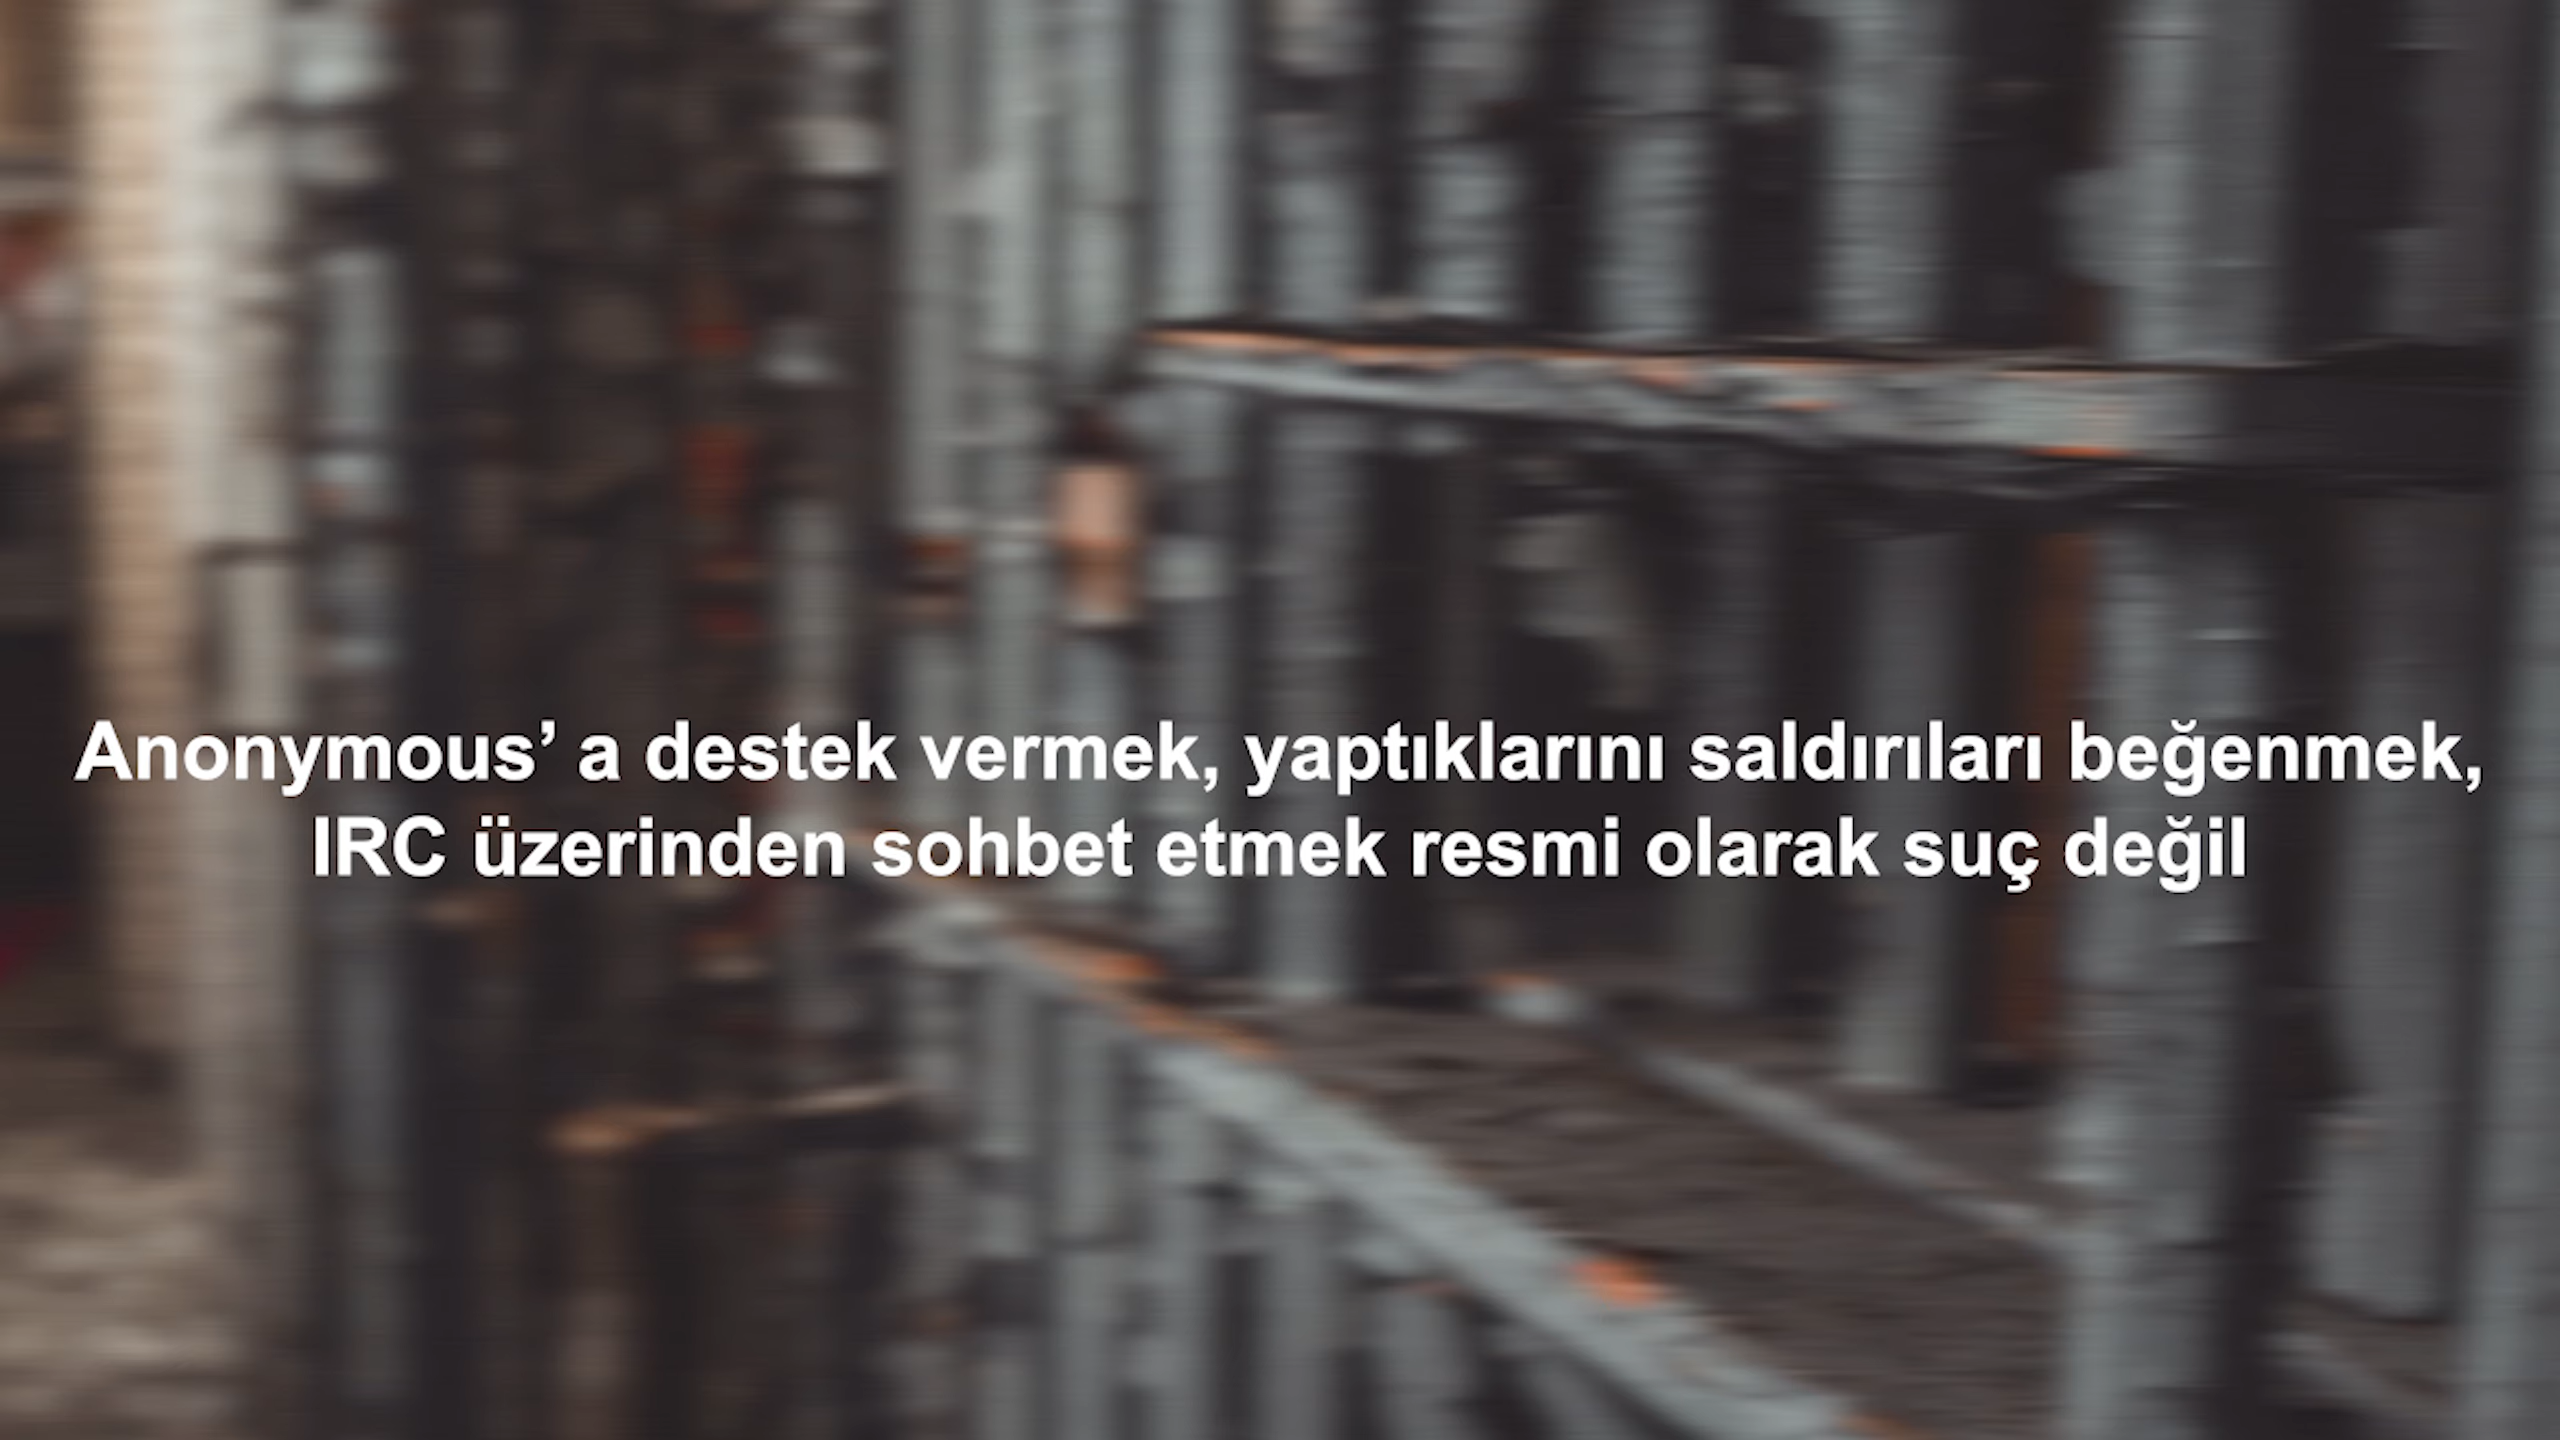 Anonymous’ a destek vermek, yaptıklarını saldırıları beğenmek,
IRC üzerinden sohbet etmek resmi olarak suç değil